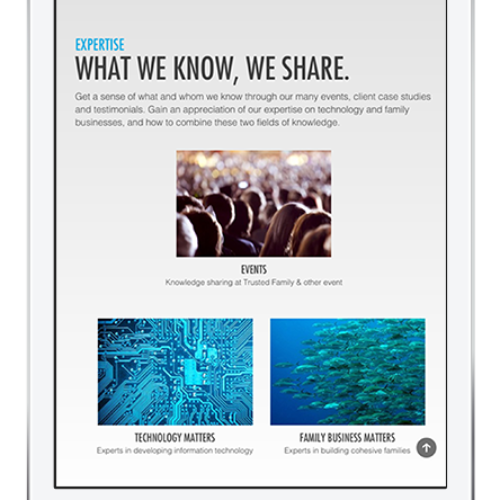 EXPERTISE
WHAT WE KNOW, WE SHARE.
Get a sense of what and whom we know through our many events, client case studies
and testimonials. Gain an appreciation of our expertise on technology and family
businesses, and how to combine these two fields of knowledge.
EVENTS
Knowledge sharing at Trusted Family & other event
TECHNOLOGY MATTERS
Experts in developing information technology
FAMILY BUSINESS MATTERS
Experts in building cohesive families